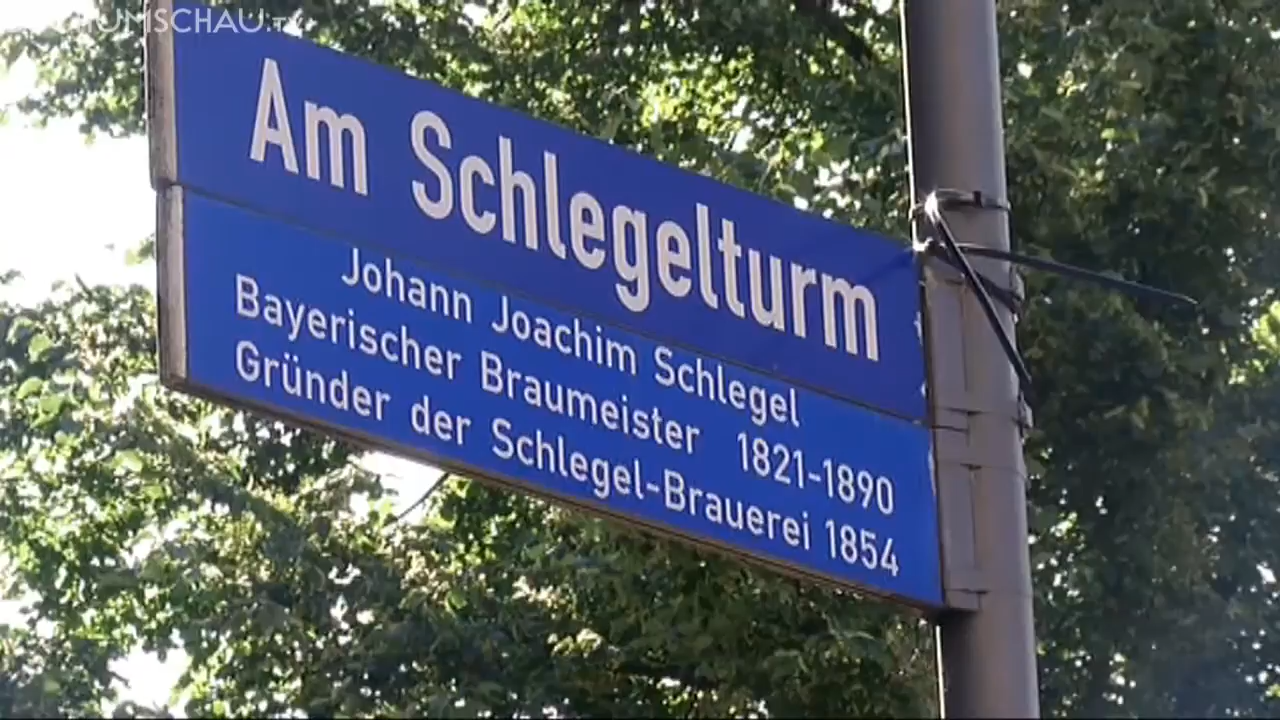 UMSCHAU.TV
Am Schlegelturm
Johann Joachim Schlegel
Bayerischer Braumeister 1821-1890
Gründer der Schlegel-Brauerei 1854